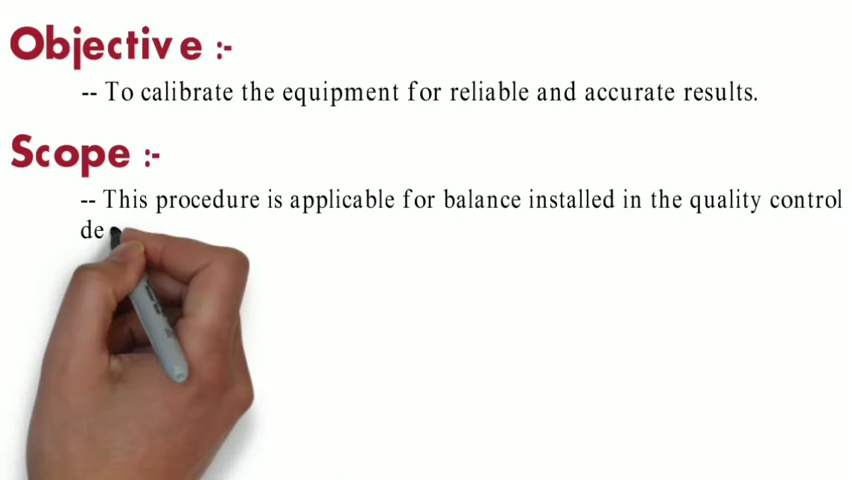 Objective :-
-- To calibrate the equipment for reliable and accurate results.
Scope :-
-- This procedure is applicable for balance installed in the quality control
de